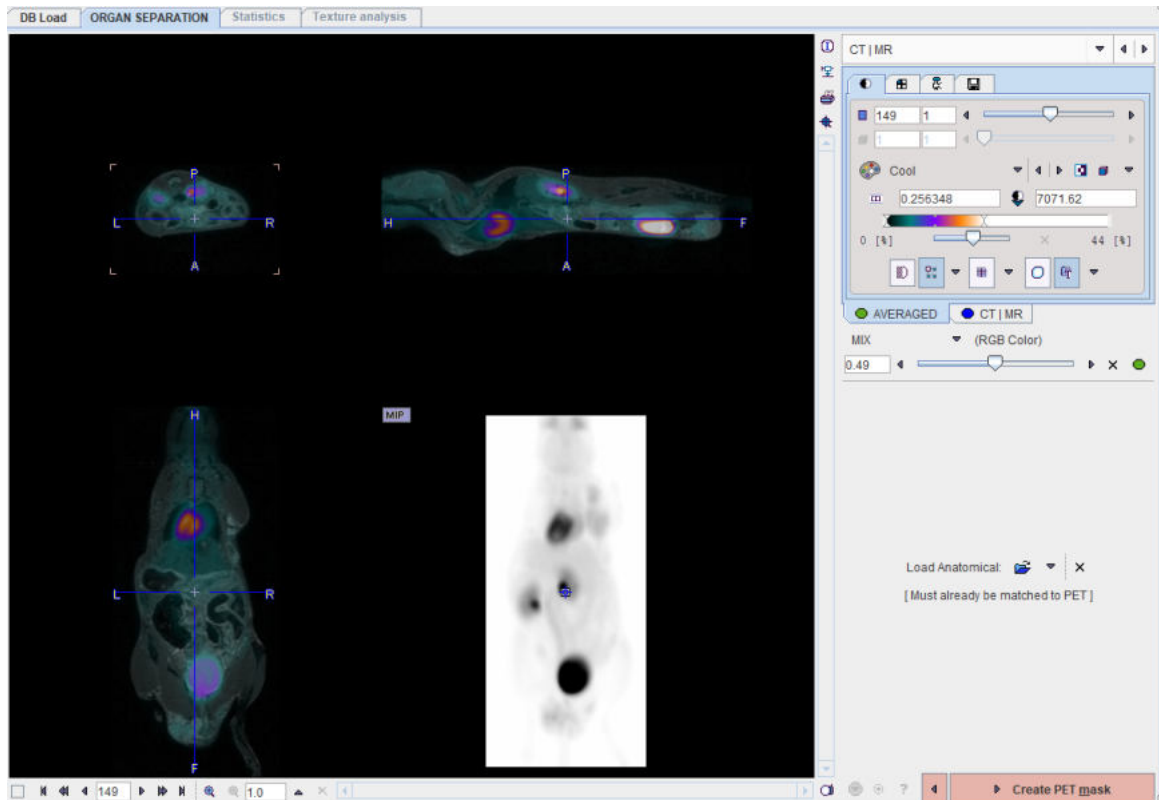 DB Load ORGAN SEPARATION Statistics Texture analysis
CT | MR
149 1
1 1
Cool
0.256348 7071.62
0 [%] 44 [%]
AVERAGED CT | MR
MIX (RGB Color)
0.49
P
L R
A
P
H F
A
H
L R
F
MIP
Load Anatomical:
[ Must already be matched to PET ]
149 1.0
? Create PET mask